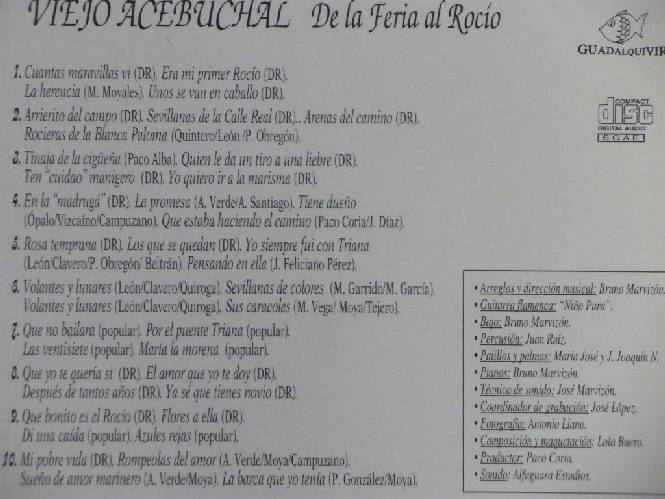 VIEJO ACEBUCHAL De la Feria al Rocío
GUADALQUIVIR
COMPACT
disc
DIGITAL AUDIO
SGAE
1. Cuantas maravillas vi (DR). Era mi primer Rocío (DR).
La herencia (M. Movales). Unos se van en caballo (DR).
2. Arrierito del campo (DR). Sevillanas de la Calle Real (DR).. Arenas del camino (DR).
Rocieras de la Blanca Paloma (Quintero/León /P. Obregón).
3. Tinaja de la cigüeña (Paco Alba). Quien le da un tiro a una liebre (DR).
Ten "cuidao" manigero (DR). Yo quiero ir a la marisma (DR).
4. En la "madrugá" (DR). La promesa (A. Verde/A. Santiago). Tiene dueño
(Ópalo/Vizcaíno/Campuzano). Que estaba haciendo el camino (Paco Coria/J. Díaz).
5. Rosa temprana (DR). Los que se quedan (DR). Yo siempre fui con Triana
(León/Clavero/P. Obregón/ Beltrán). Pensando en ella (J. Feliciano Pérez).
6. Volantes y lunares (León/Clavero/Quiroga). Sevillanas de colores (M. Garrido/M. García).
Volantes y lunares (León/Clavero/Quiroga). Sus caracoles (M. Vega/ Moya/Tejero).
7. Que no bailara (popular). Por el puente Triana (popular).
Las ventisiete (popular). María la morena (popular).
8. Que yo te quería si (DR). El amor que yo te doy (DR).
Después de tantos años (DR). Ya sé que tienes novio (DR).
9. Que bonito es el Rocío (DR). Flores a ella (DR).
Di una caída (popular). Azules rejas (popular).
10. Mi pobre vida (DR). Rompeolas del amor (A. Verde/Moya/Campuzano).
Sueño de amor marinero (A. Verde/Moya). La barca que yo tenía (P. González/Moya).
• Arreglos y dirección musical: Bruno Marvizón.
• Guitarra flamenca: "Niño Pura".
• Bajo: Bruno Marvizón.
• Percusión: Juan Ruíz.
• Palillos y palmas: María José y J. Joaquín N.
• Pianos: Bruno Marvizón.
• Técnico de sonido: José Marvizón.
• Coordinador de grabación: José López.
• Fotografía: Antonio Llano.
• Composición y maquetación: Lola Buero.
• Productor: Paco Coria.
• Sonido: Alfaguara Estudios.